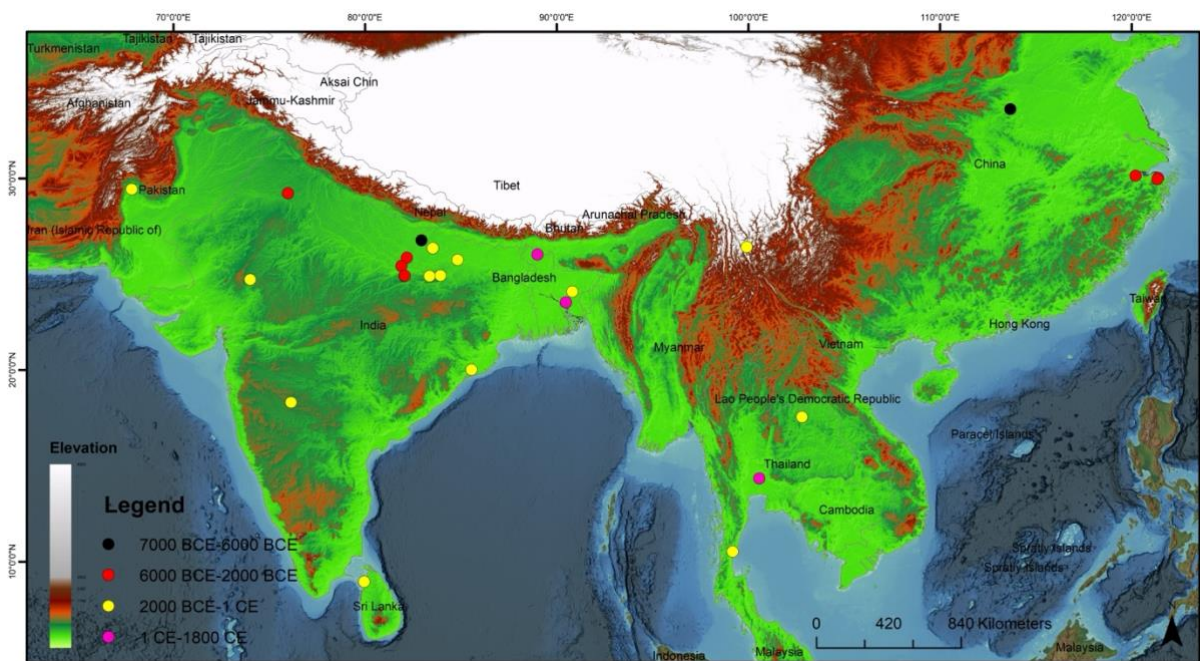 70°0'0"E
80°0'0"E
90°0'0"E
100°0'0"E
110°0'0"E
120°0'0"E
Turkmenistan
Tajikistan
Tajikistan
Aksai Chin
Afghanistan
Jammu-Kashmir
China
30°0'0"N
Pakistan
Tibet
Nepal
Arunachal Pradesh
Bhutan
Iran (Islamic Republic of)
Bangladesh
Taiwan
India
Hong Kong
Myanmar
Vietnam
20°0'0"N
Lao People's Democratic Republic
Paracel Islands
Elevation
Thailand
Legend
Cambodia
7000 BCE-6000 BCE
Spratly Islands
10°0'0"N
6000 BCE-2000 BCE
Spratly Islands
2000 BCE-1 CE
Sri Lanka
0 420 840 Kilometers
1 CE-1800 CE
Indonesia
Malaysia
Malaysia